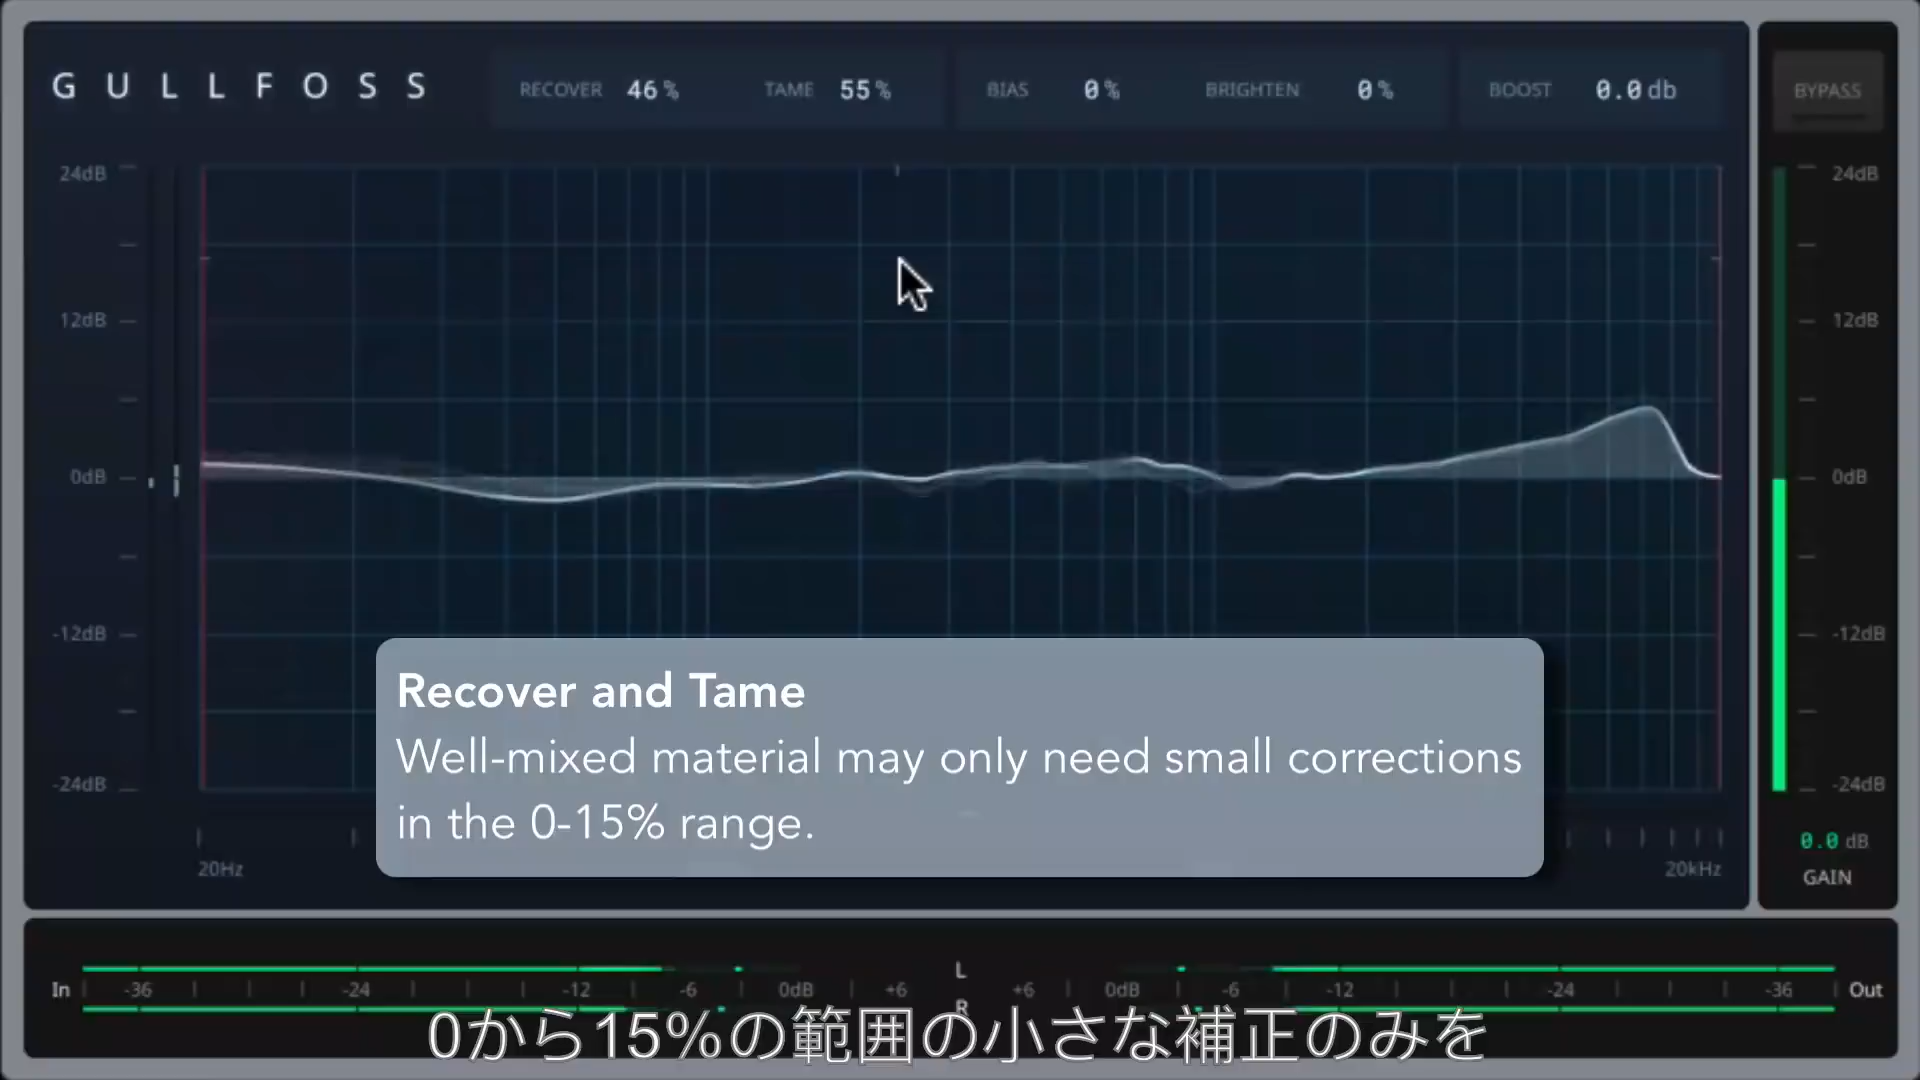 GULLFOSS RECOVER 46% TAME 55% BIAS 0% BRIGHTEN 0% BOOST 0.0db BYPASS
24dB 24dB
12dB 12dB
0dB 0dB
-12dB -12dB
Recover and Tame
Well-mixed material may only need small corrections
in the 0-15% range.
-24dB -24dB
0.0 dB
20Hz 20kHz GAIN
L
In -36 -24 -12 -6 0dB +6 +6 0dB -6 -12 -24 -36 Out
R
0から15%の範囲の小さな補正のみを